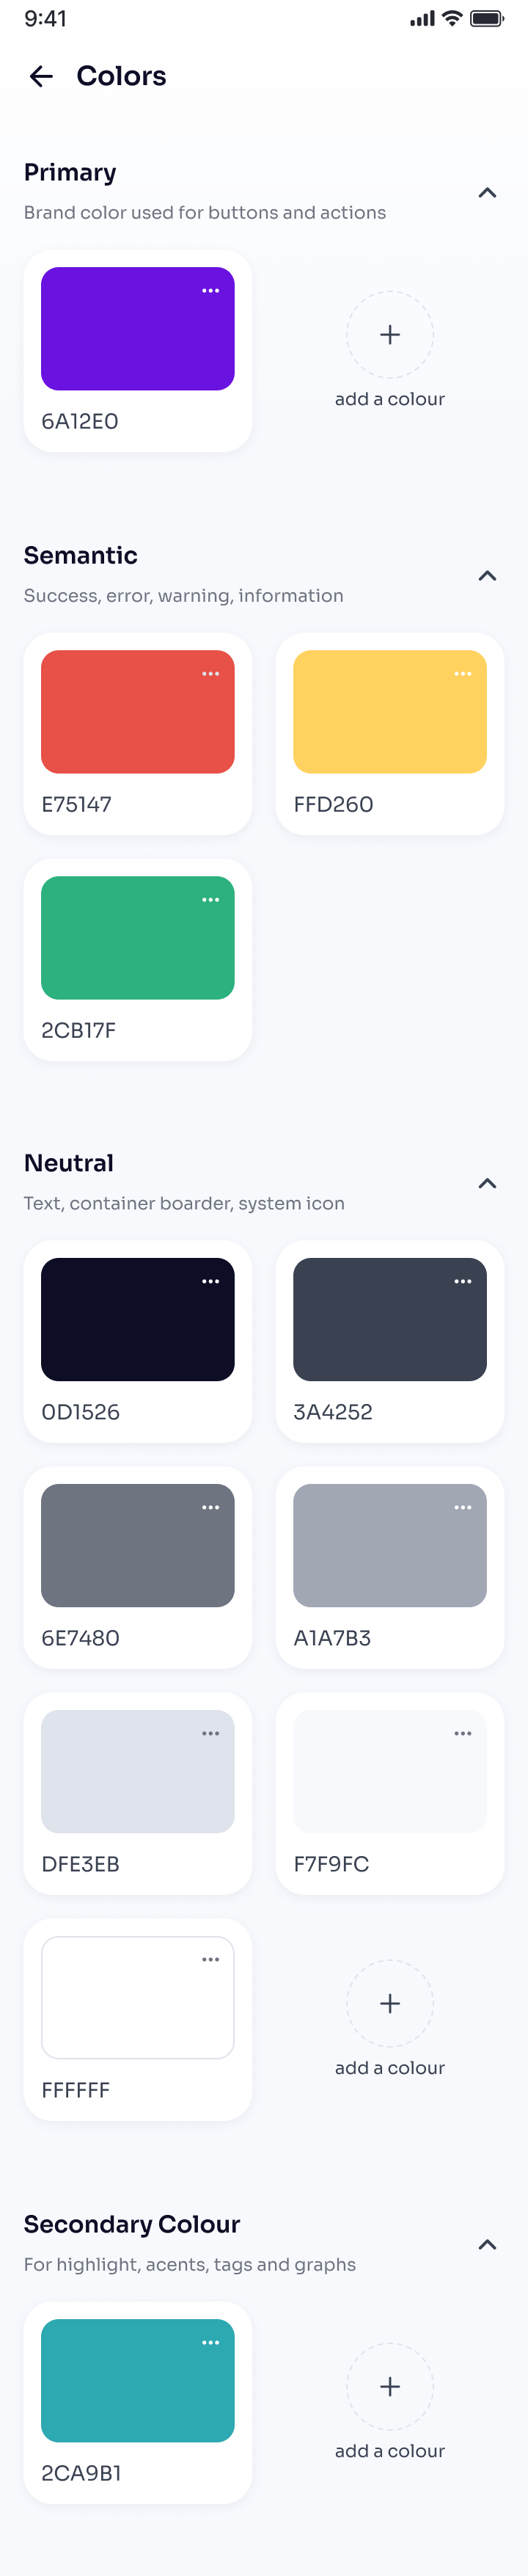 9:41
Colors
Primary
Brand color used for buttons and actions
6A12E0
add a colour
Semantic
Success, error, warning, information
E75147
FFD260
2CB17F
Neutral
Text, container boarder, system icon
0D1526
3A4252
6E7480
A1A7B3
DFE3EB
F7F9FC
FFFFFF
add a colour
Secondary Colour
For highlight, acents, tags and graphs
2CA9B1
add a colour